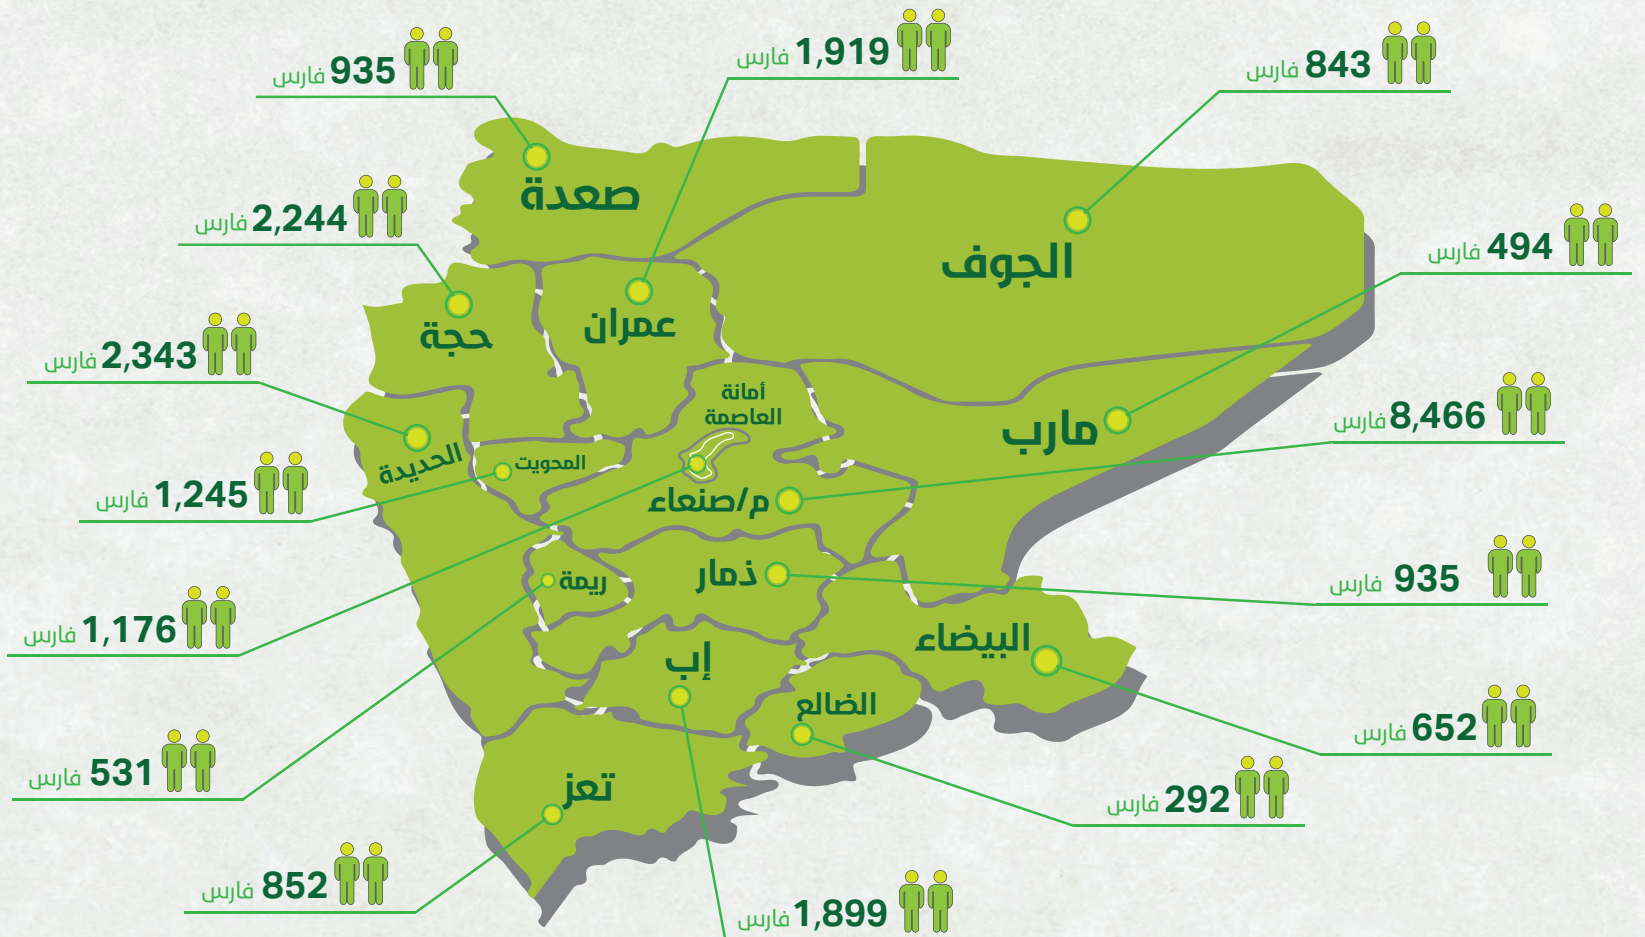 1,919 فارس
843 فارس
935 فارس
2,244 فارس
494 فارس
2,343 فارس
8,466 فارس
1,245 فارس
935 فارس
1,176 فارس
652 فارس
531 فارس
292 فارس
852 فارس
1,899 فارس
صعدة
الجوف
عمران
حجة
أمانة
العاصمة
مارب
الحديدة
المحويت
م/صنعاء
ذمار
ريمة
البيضاء
إب
الضالع
تعز